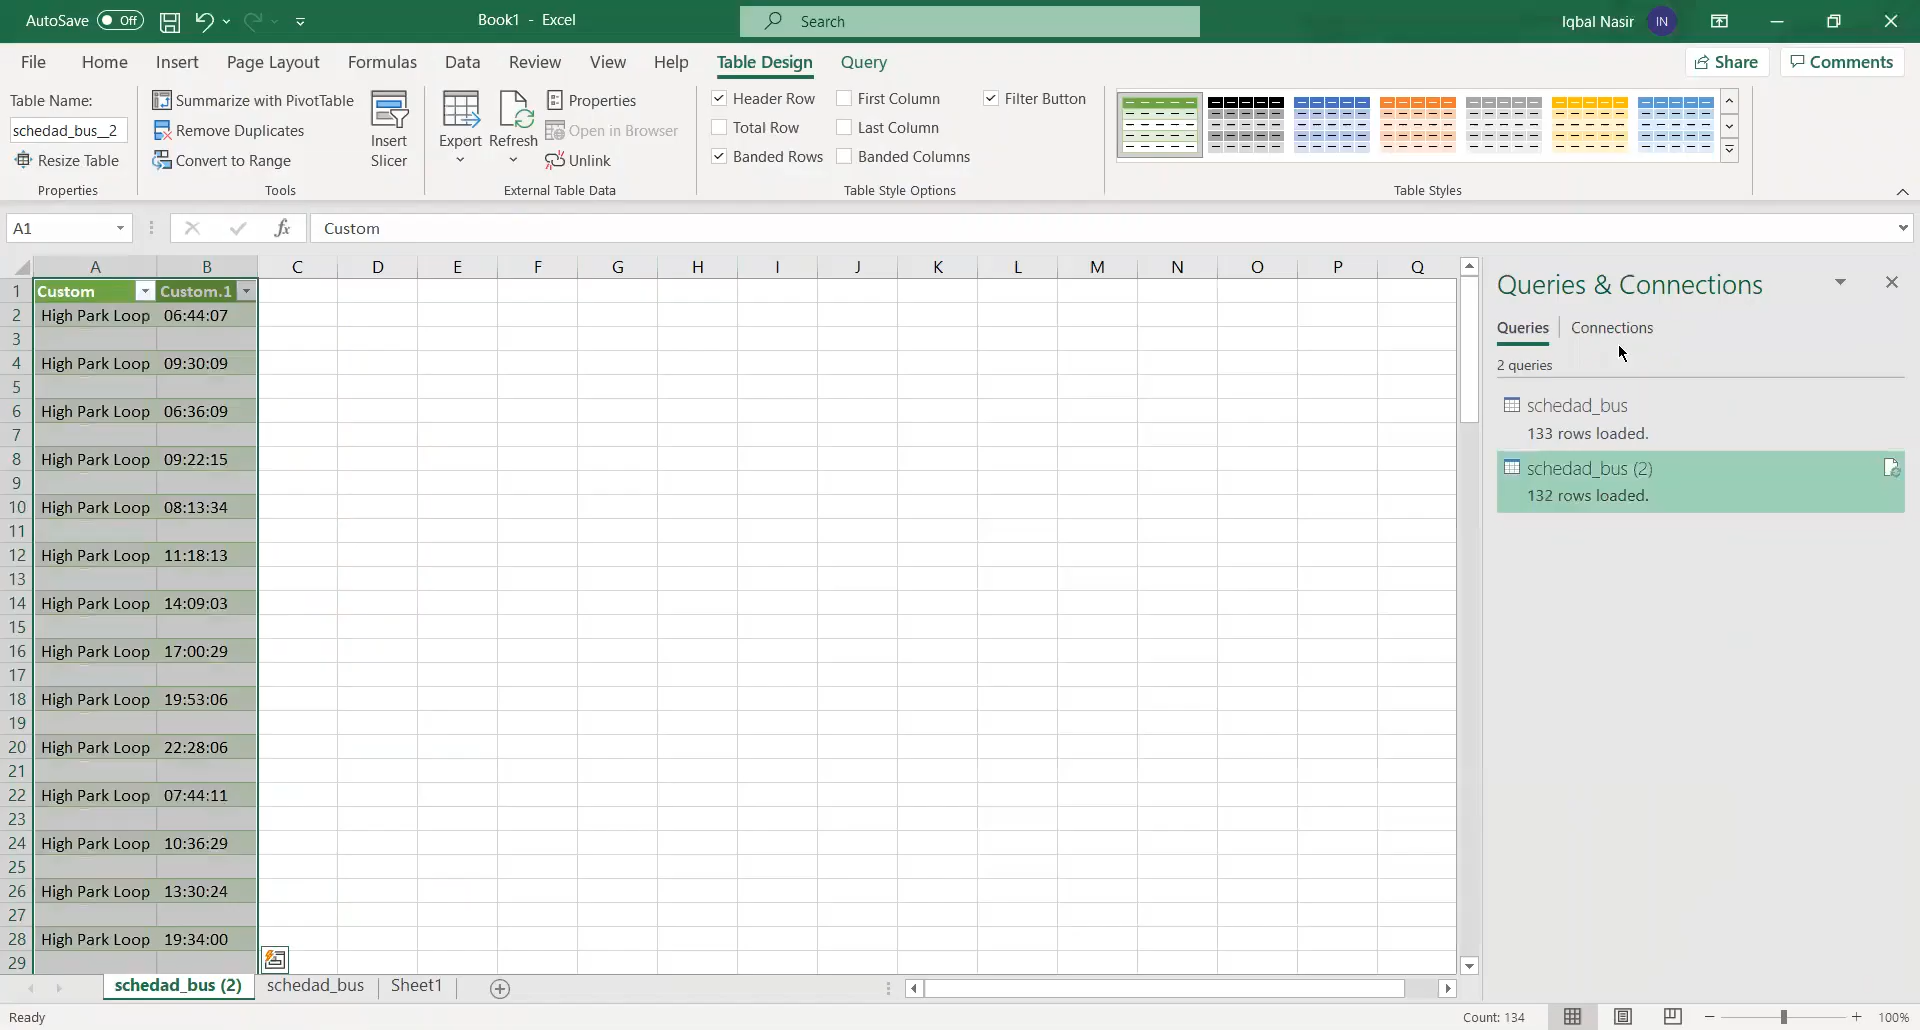 AutoSave Off
Book1 - Excel
Search
Iqbal Nasir IN
File Home Insert Page Layout Formulas Data Review View Help Table Design Query
Share Comments
Table Name:
schedad_bus__2
Resize Table
Properties
Summarize with PivotTable
Remove Duplicates
Convert to Range
Tools
Insert
Slicer
Export
Refresh
Properties
Open in Browser
Unlink
External Table Data
Header Row First Column Filter Button
Total Row Last Column
Banded Rows Banded Columns
Table Style Options
Table Styles
A1 fx Custom
A B C D E F G H I J K L M N O P Q
1 Custom Custom.1
2 High Park Loop 06:44:07
3
4 High Park Loop 09:30:09
5
6 High Park Loop 06:36:09
7
8 High Park Loop 09:22:15
9
10 High Park Loop 08:13:34
11
12 High Park Loop 11:18:13
13
14 High Park Loop 14:09:03
15
16 High Park Loop 17:00:29
17
18 High Park Loop 19:53:06
19
20 High Park Loop 22:28:06
21
22 High Park Loop 07:44:11
23
24 High Park Loop 10:36:29
25
26 High Park Loop 13:30:24
27
28 High Park Loop 19:34:00
29
Queries & Connections
Queries Connections
2 queries
schedad_bus
133 rows loaded.
schedad_bus (2)
132 rows loaded.
schedad_bus (2) schedad_bus Sheet1
Ready Count: 134 100%